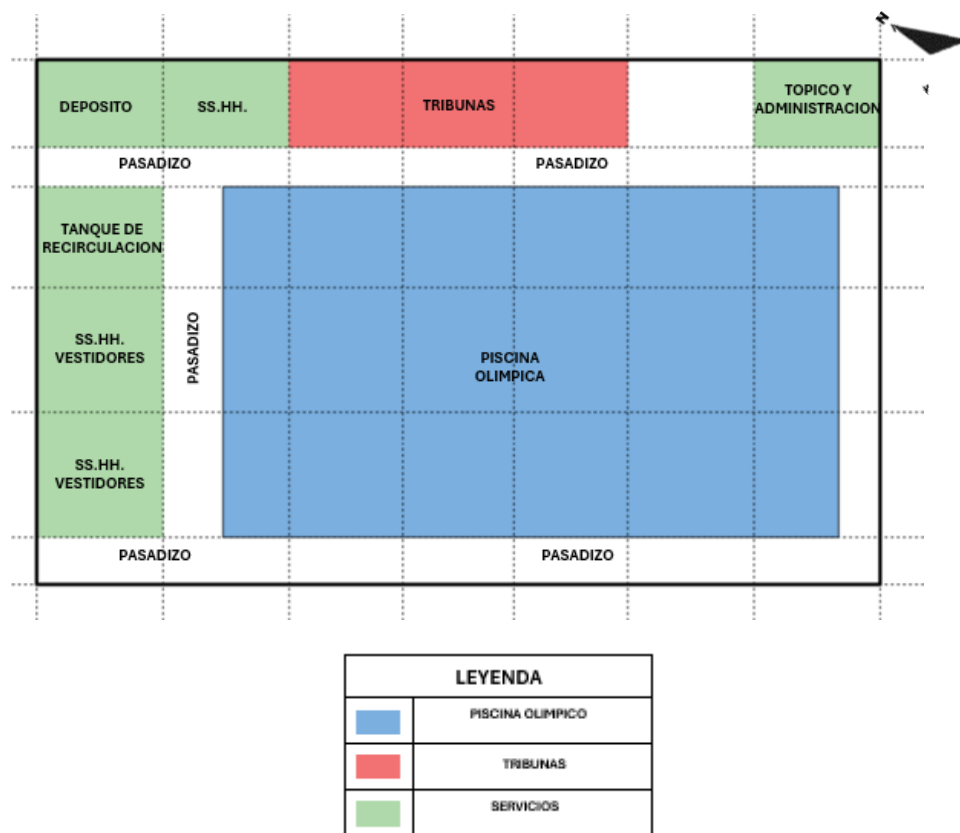 N
DEPOSITO
SS.HH.
TRIBUNAS
TOPICO Y
ADMINISTRACION
PASADIZO
PASADIZO
TANQUE DE
RECIRCULACION
PASADIZO
SS.HH.
VESTIDORES
PISCINA
OLIMPICA
SS.HH.
VESTIDORES
PASADIZO
PASADIZO
LEYENDA
PISCINA OLIMPICO
TRIBUNAS
SERVICIOS